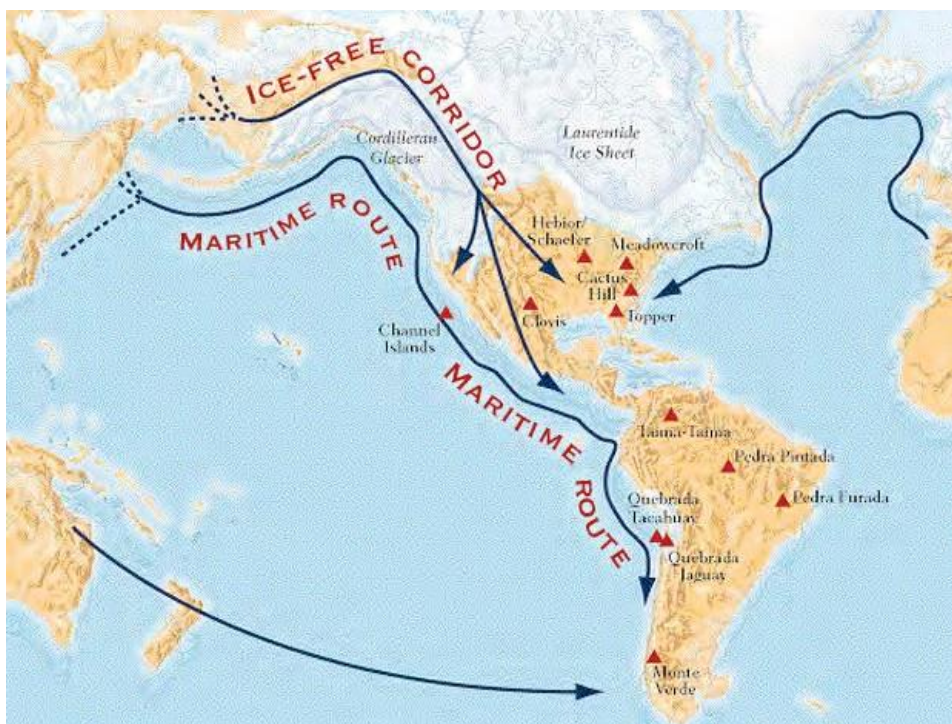 ICE-FREE CORRIDOR
Cordilleran
Glacier
Laurentide
Ice Sheet
MARITIME ROUTE
Hebior/
Schaefer
Meadowcroft
Cactus
Hill
Clovis
Topper
Channel
Islands
MARITIME ROUTE
Taima-Taima
Pedra Pintada
Pedra Furada
Quebrada
Tacahuay
Quebrada
Jaguay
Monte
Verde